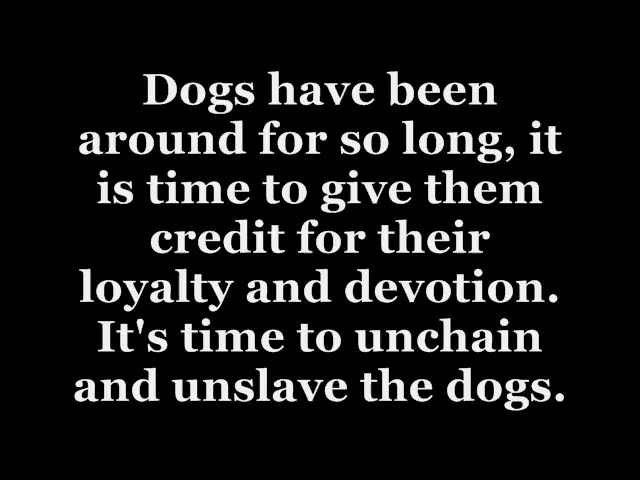 Dogs have been
around for so long, it
is time to give them
credit for their
loyalty and devotion.
It's time to unchain
and unslave the dogs.